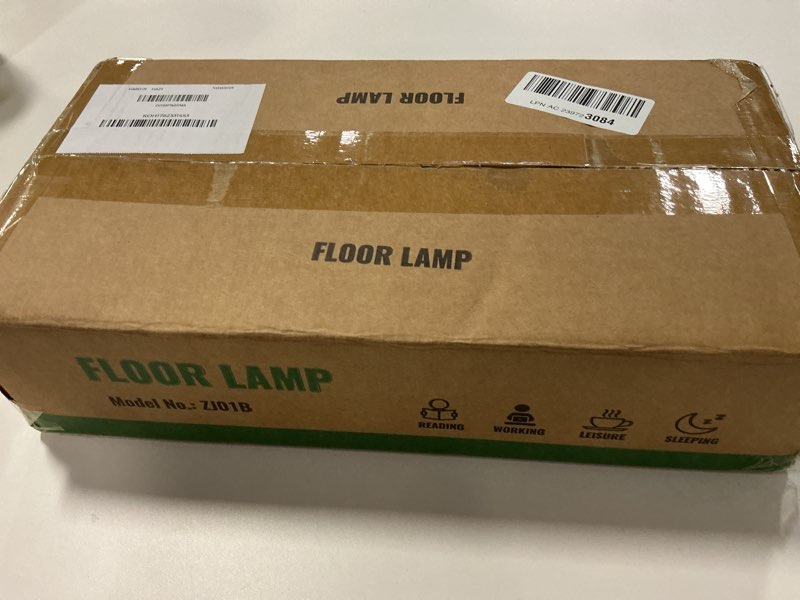 FLOOR LAMP
LPN AC 23972 3084
FLOOR LAMP
FLOOR LAMP
Model No.: ZJ01B
READING
WORKING
LEISURE
SLEEPING